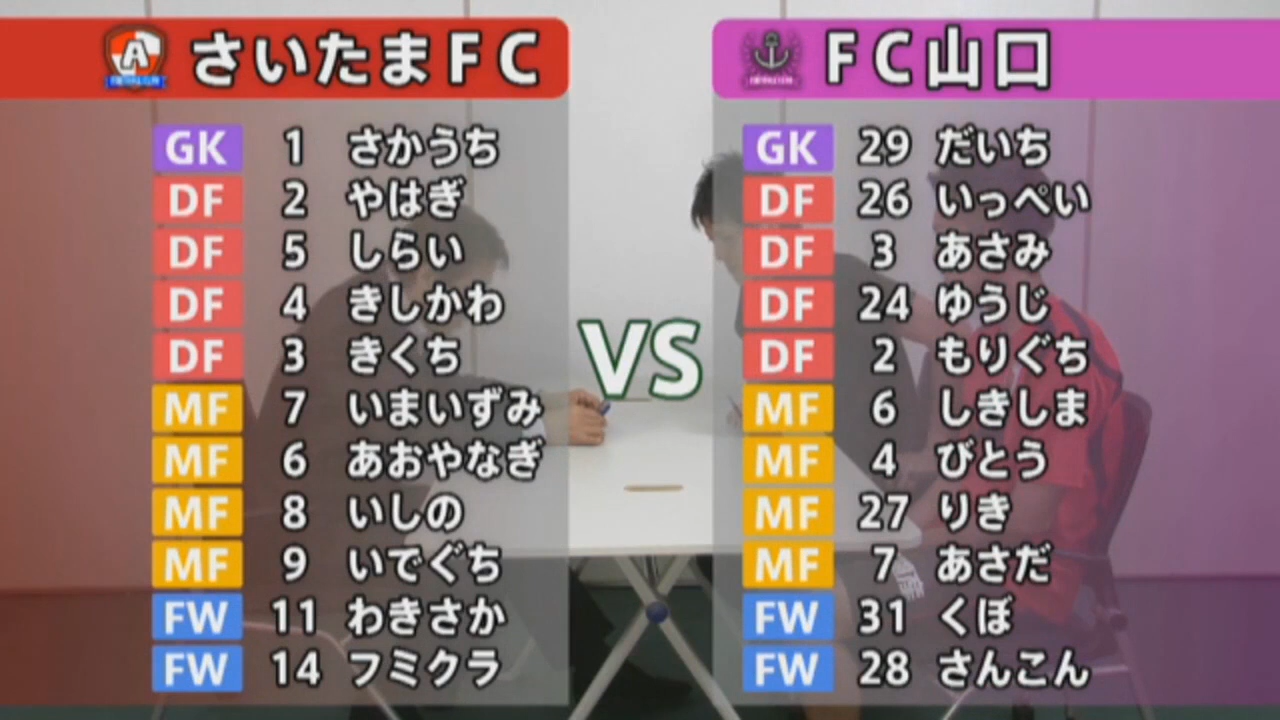 さいたまFC
GK 1 さかうち
DF 2 やはぎ
DF 5 しらい
DF 4 きしかわ
DF 3 きくち
MF 7 いまいずみ
MF 6 あおやなぎ
MF 8 いしの
MF 9 いでぐち
FW 11 わきさか
FW 14 フミクラ
VS
FC山口
GK 29 だいち
DF 26 いっぺい
DF 3 あさみ
DF 24 ゆうじ
DF 2 もりぐち
MF 6 しきしま
MF 4 びとう
MF 27 りき
MF 7 あさだ
FW 31 くぼ
FW 28 さんこん
A